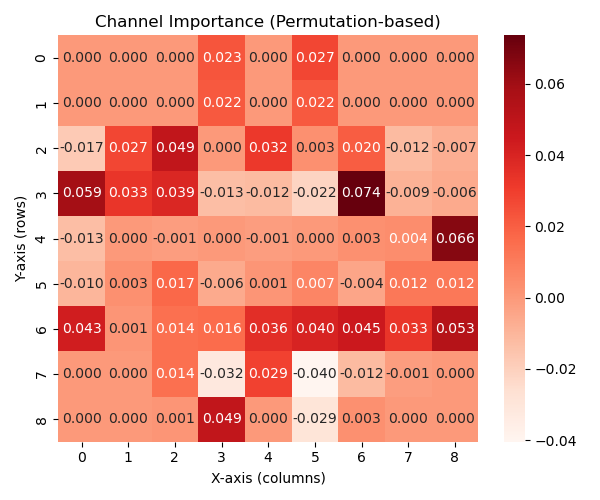 Channel Importance (Permutation-based)
0 0.000 0.000 0.000 0.023 0.000 0.027 0.000 0.000 0.000
1 0.000 0.000 0.000 0.022 0.000 0.022 0.000 0.000 0.000
2 -0.017 0.027 0.049 0.000 0.032 0.003 0.020 -0.012 -0.007
3 0.059 0.033 0.039 -0.013 -0.012 -0.022 0.074 -0.009 -0.006
4 -0.013 0.000 -0.001 0.000 -0.001 0.000 0.003 0.004 0.066
5 -0.010 0.003 0.017 -0.006 0.001 0.007 -0.004 0.012 0.012
6 0.043 0.001 0.014 0.016 0.036 0.040 0.045 0.033 0.053
7 0.000 0.000 0.014 -0.032 0.029 -0.040 -0.012 -0.001 0.000
8 0.000 0.000 0.001 0.049 0.000 -0.029 0.003 0.000 0.000
0 1 2 3 4 5 6 7 8
X-axis (columns)
Y-axis (rows)
0.06
0.04
0.02
0.00
−0.02
−0.04